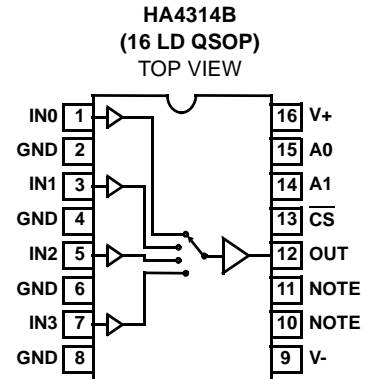 HA4314B
(16 LD QSOP)
TOP VIEW
IN0 1 16 V+
GND 2 15 A0
IN1 3 14 A1
GND 4 13 C̅S̅
IN2 5 12 OUT
GND 6 11 NOTE
IN3 7 10 NOTE
GND 8 9 V-